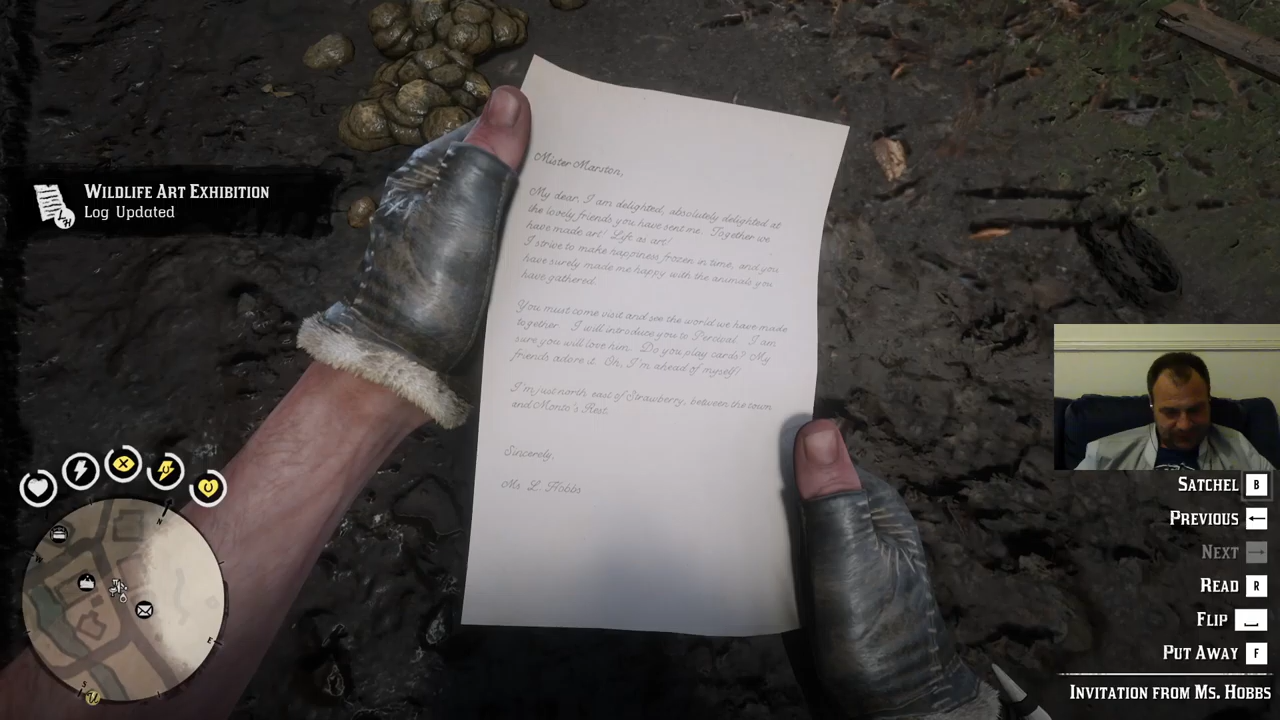 WILDLIFE ART EXHIBITION
Log Updated
Mister Marston,
My dear, I am delighted, absolutely delighted at
the lovely friends you have sent me. Together we
have made art! Life as art!
I strive to make happiness frozen in time, and you
have surely made me happy with the animals you
have gathered.
You must come visit and see the world we have made
together. I will introduce you to Percival. I am
sure you will love him. Do you play cards? My
friends adore it. Oh, I'm ahead of myself!
I'm just north east of Strawberry, between the town
and Monto's Rest.
Sincerely,
Ms. L. Hobbs
SATCHEL B
PREVIOUS
NEXT
READ R
FLIP
PUT AWAY F
INVITATION FROM MS. HOBBS
N
E
S
W